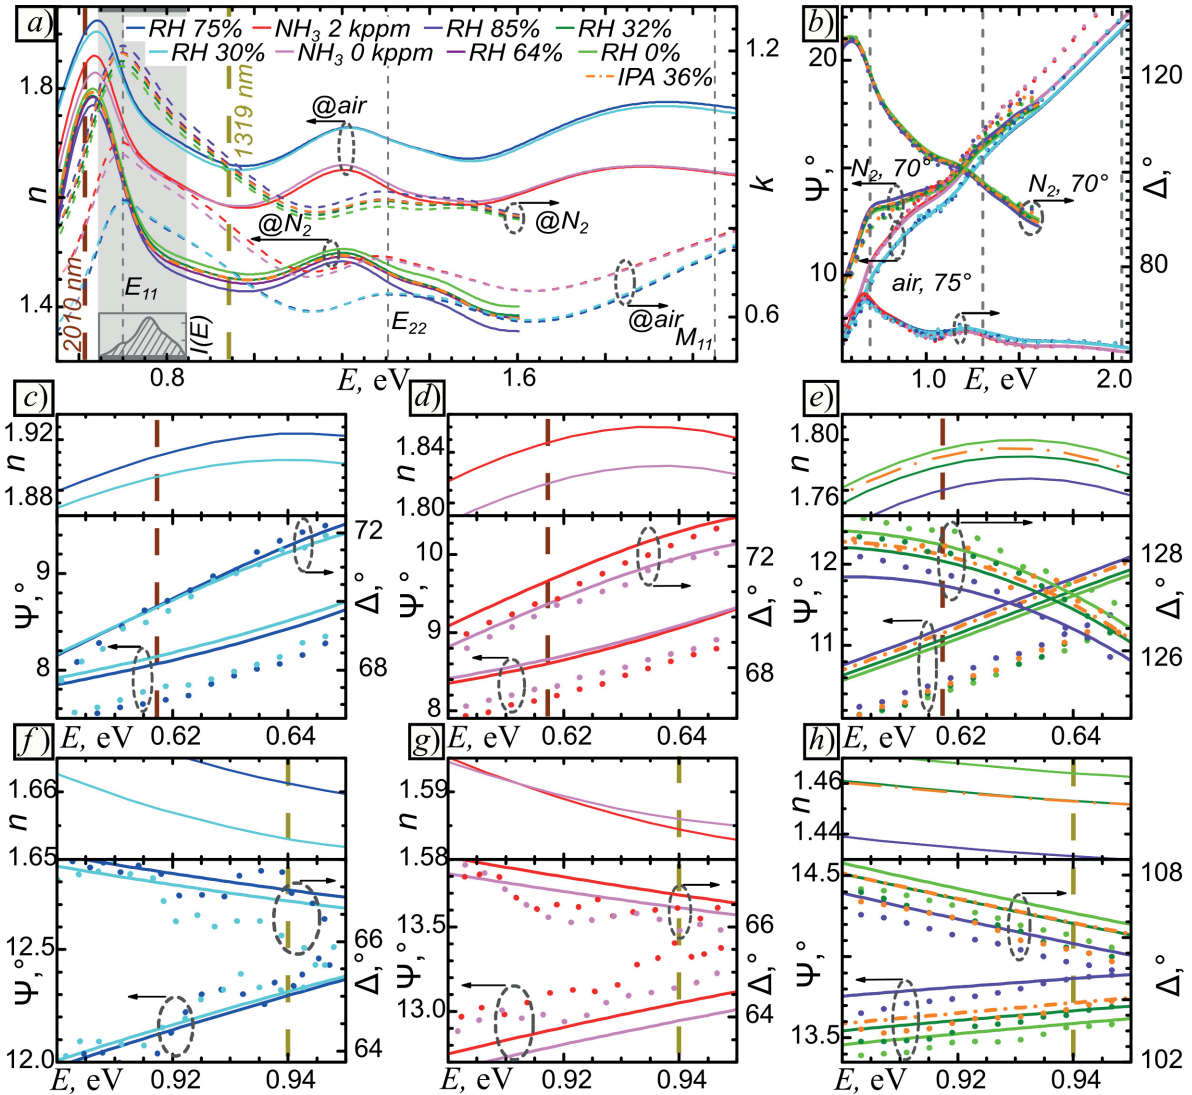 a)
RH 75% NH₃ 2 kppm RH 85% RH 32%
RH 30% NH₃ 0 kppm RH 64% RH 0%
IPA 36%
1.8
1.4
n
1.2
0.6
k
2010 nm
1319 nm
@air
@N₂
@N₂
@air
E₁₁
E₂₂
M₁₁
I(E)
0.8
E, eV
1.6
b)
20
10
Ψ,°
120
80
Δ,°
N₂, 70°
N₂, 70°
air, 75°
1.0
E, eV
2.0
c)
1.92
1.88
n
9
8
Ψ,°
72
68
Δ,°
E, eV
0.62
0.64
d)
1.84
1.80
n
10
9
8
Ψ,°
72
68
Δ,°
E, eV
0.62
0.64
e)
1.80
1.76
n
12
11
Ψ,°
128
126
Δ,°
E, eV
0.62
0.64
f)
1.66
1.65
n
12.5
12.0
Ψ,°
66
64
Δ,°
E, eV
0.92
0.94
g)
1.59
1.58
n
13.5
13.0
Ψ,°
66
64
Δ,°
E, eV
0.92
0.94
h)
1.46
1.44
n
14.5
13.5
Ψ,°
108
102
Δ,°
E, eV
0.92
0.94